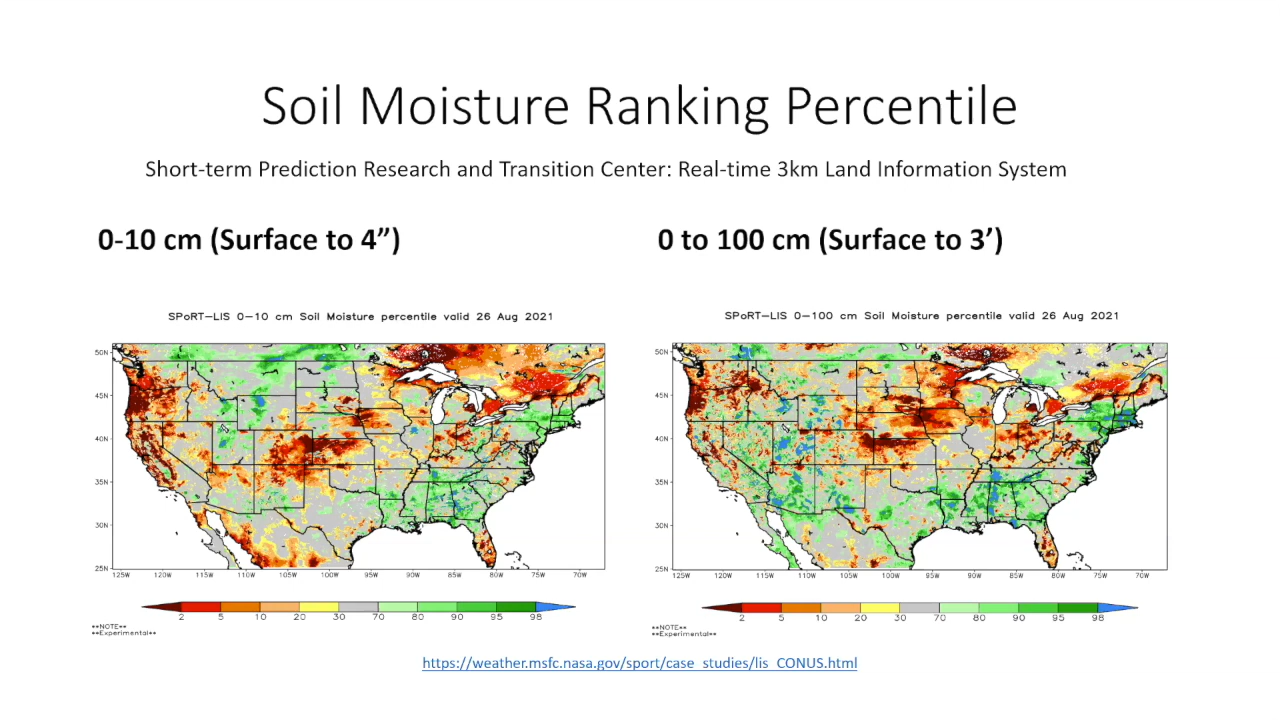 Soil Moisture Ranking Percentile
Short-term Prediction Research and Transition Center: Real-time 3km Land Information System
0-10 cm (Surface to 4”)
0 to 100 cm (Surface to 3’)
SPoRT-LIS 0-10 cm Soil Moisture percentile valid 26 Aug 2021
50N
45N
40N
35N
30N
25N
125W 120W 115W 110W 105W 100W 95W 90W 85W 80W 75W 70W
2 5 10 20 30 70 80 90 95 98
**NOTE**
**Experimental**
SPoRT-LIS 0-100 cm Soil Moisture percentile valid 26 Aug 2021
50N
45N
40N
35N
30N
25N
125W 120W 115W 110W 105W 100W 95W 90W 85W 80W 75W 70W
2 5 10 20 30 70 80 90 95 98
**NOTE**
**Experimental**
https://weather.msfc.nasa.gov/sport/case_studies/lis_CONUS.html